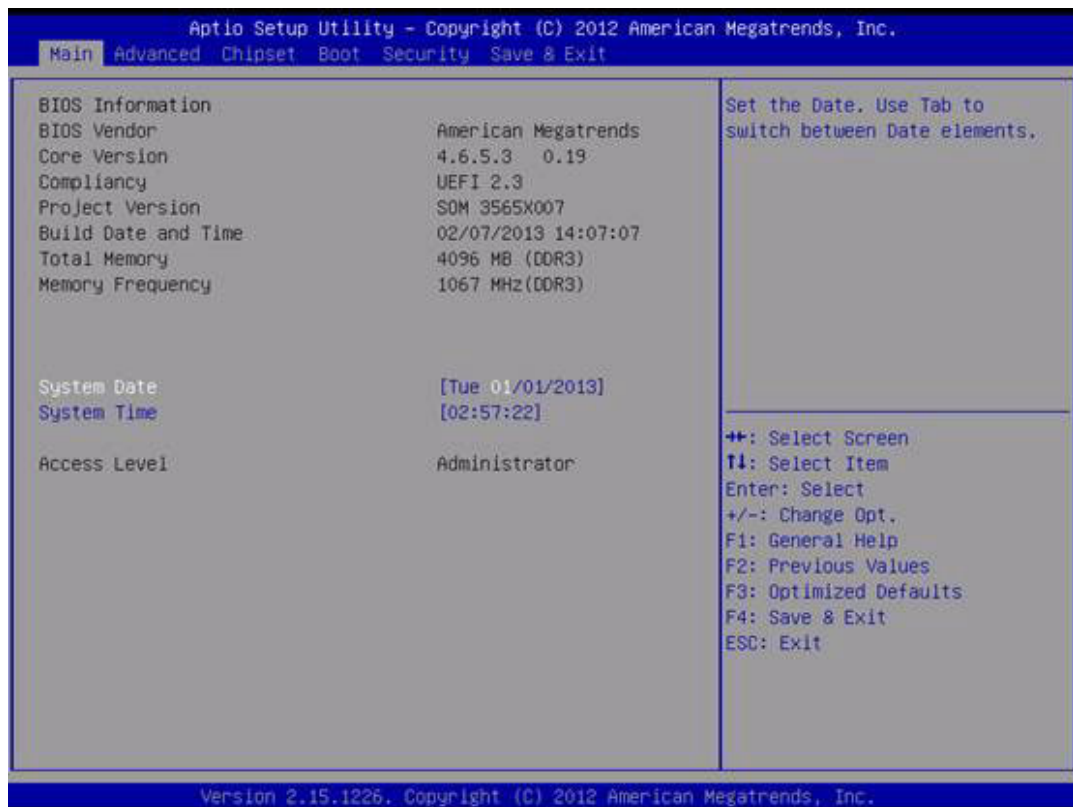 Aptio Setup Utility - Copyright (C) 2012 American Megatrends, Inc.
Main Advanced Chipset Boot Security Save & Exit
BIOS Information
BIOS Vendor American Megatrends
Core Version 4.6.5.3 0.19
Compliancy UEFI 2.3
Project Version SOM 3565X007
Build Date and Time 02/07/2013 14:07:07
Total Memory 4096 MB (DDR3)
Memory Frequency 1067 MHz(DDR3)
System Date [Tue 01/01/2013]
System Time [02:57:22]
Access Level Administrator
Set the Date. Use Tab to
switch between Date elements.
→←: Select Screen
↑↓: Select Item
Enter: Select
+/-: Change Opt.
F1: General Help
F2: Previous Values
F3: Optimized Defaults
F4: Save & Exit
ESC: Exit
Version 2.15.1226. Copyright (C) 2012 American Megatrends, Inc.